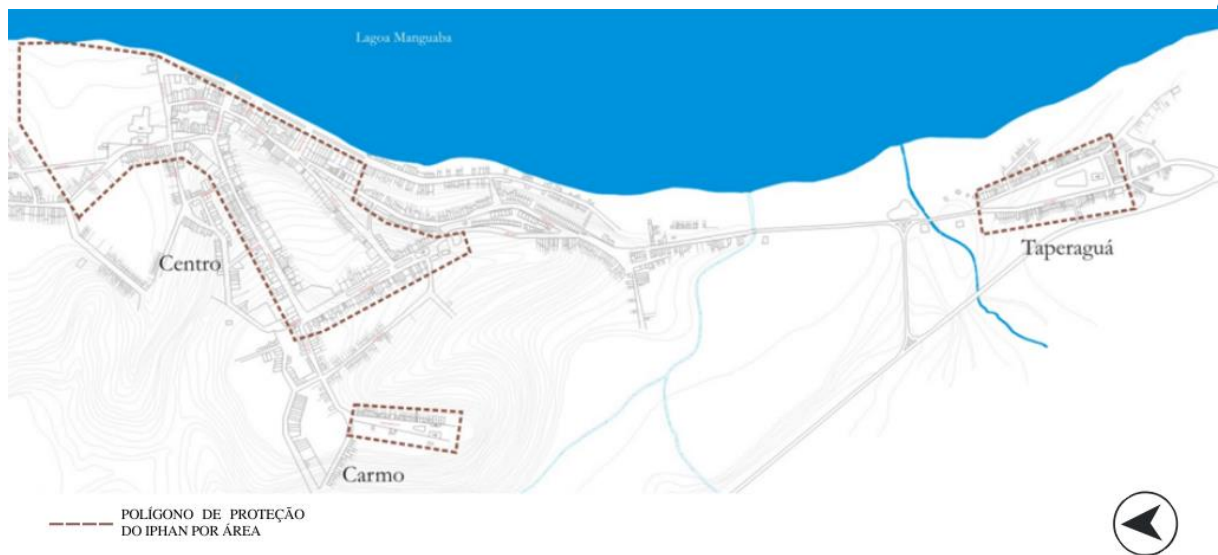 Lagoa Manguaba
Taperaguá
Centro
Carmo
POLÍGONO DE PROTEÇÃO
DO IPHAN POR ÁREA